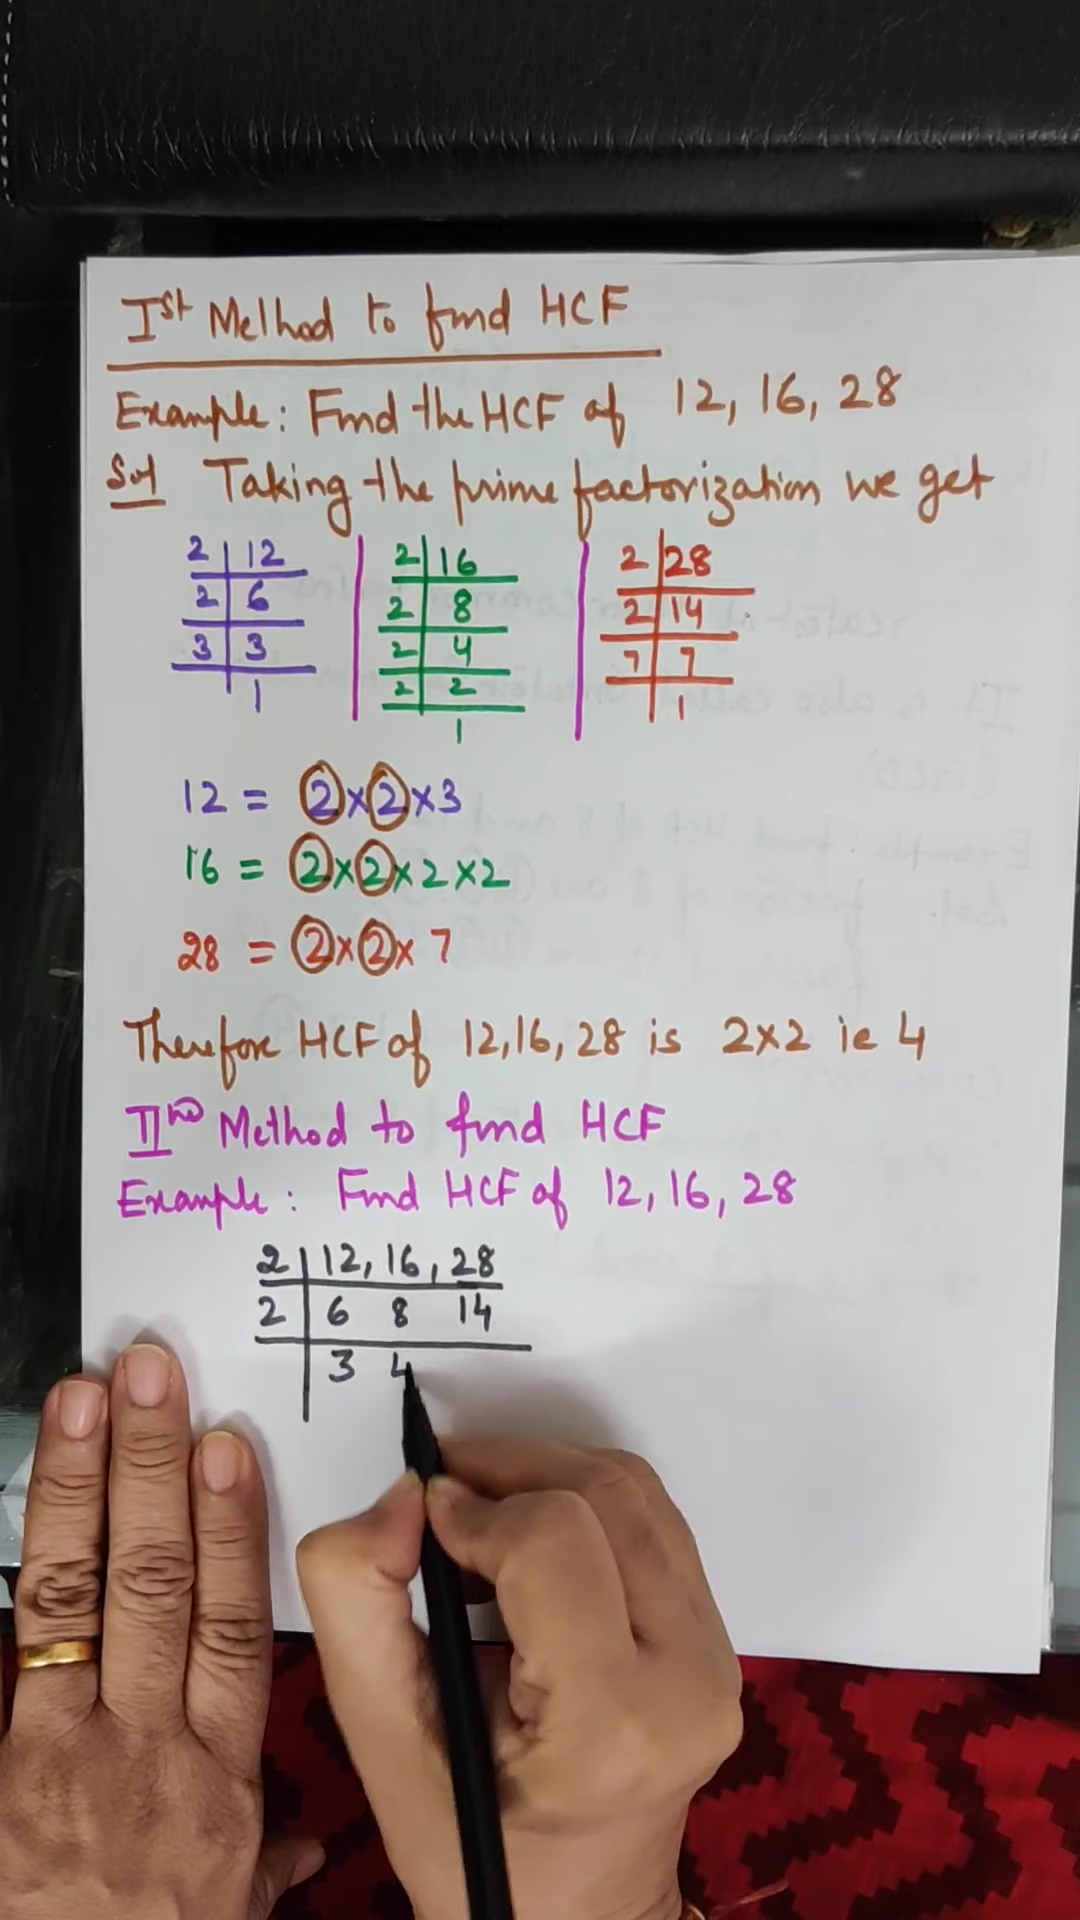 Ist Method to find HCF
Example: Find the HCF of 12, 16, 28
Sol Taking the prime factorization we get
2 | 12 2 | 16 2 | 28
2 | 6 2 | 8 2 | 14
3 | 3 2 | 4 7 | 7
1 2 | 2 1
1
12 = 2×2×3
16 = 2×2×2×2
28 = 2×2×7
Therefore HCF of 12,16,28 is 2×2 ie 4
IInd Method to find HCF
Example: Find HCF of 12, 16, 28
2 | 12, 16, 28
2 | 6 8 14
3 4